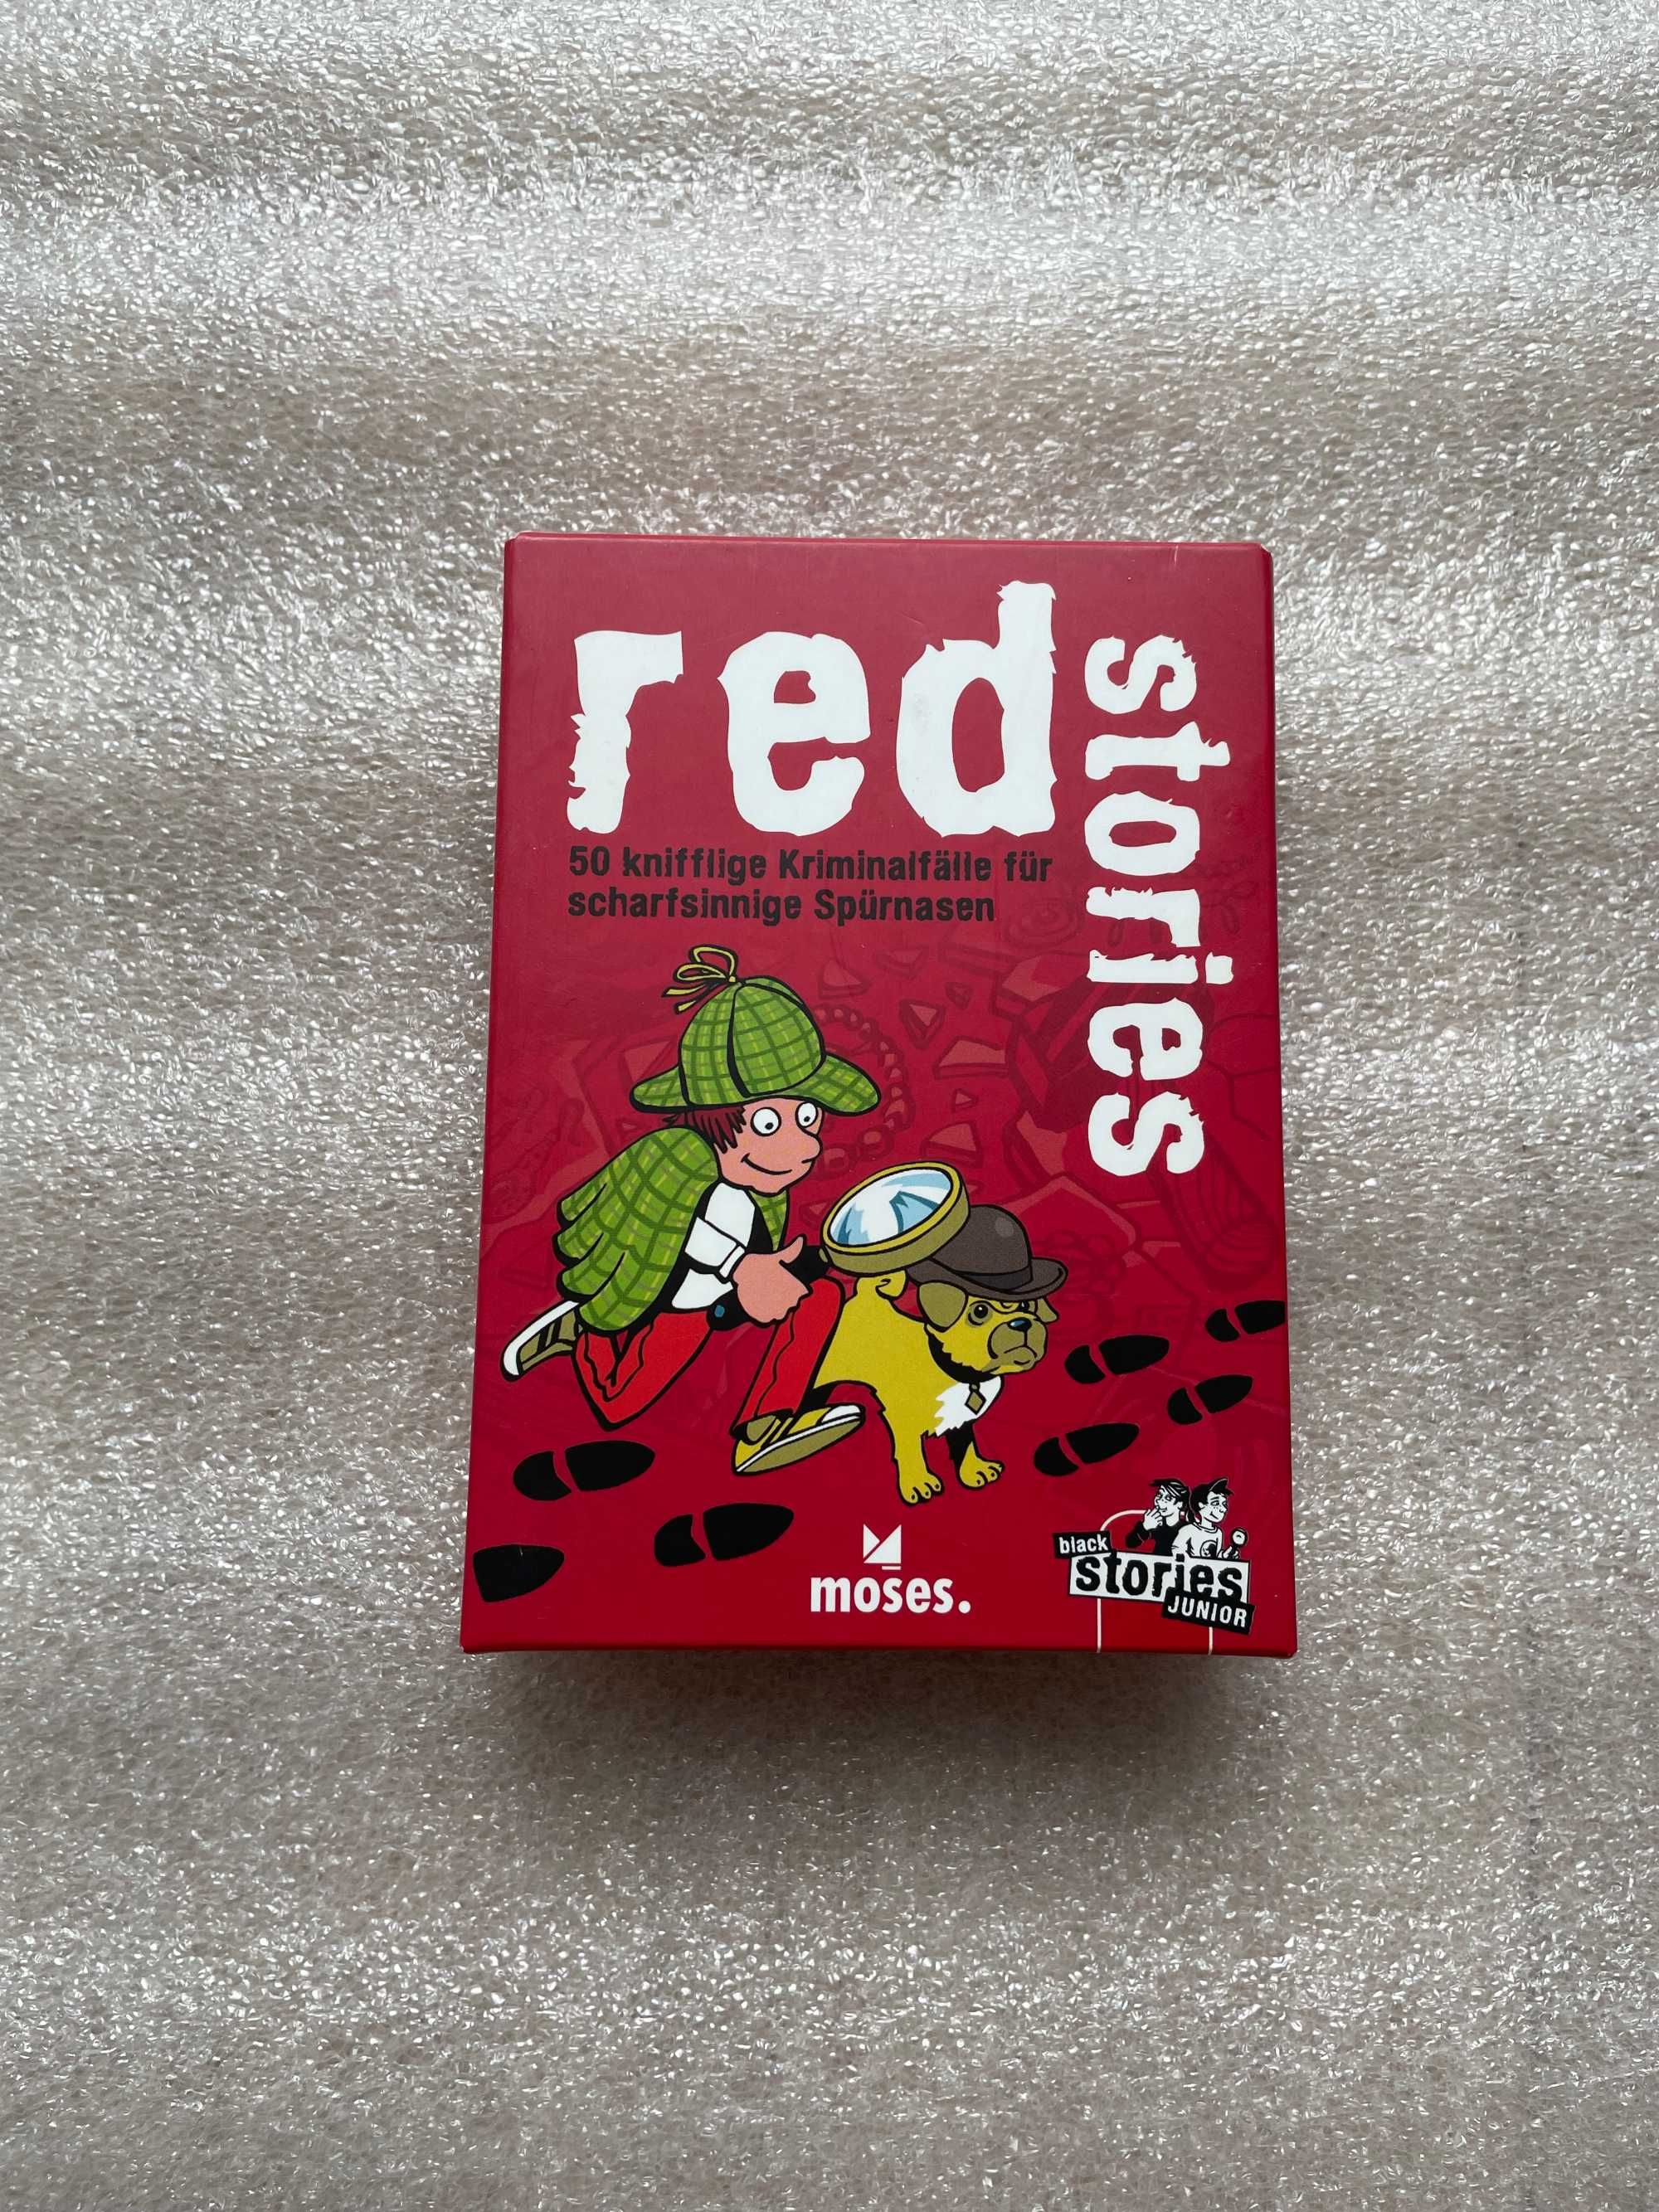 red
stories
50 knifflige Kriminalfälle für
scharfsinnige Spürnasen
moses.
black
stories
JUNIOR